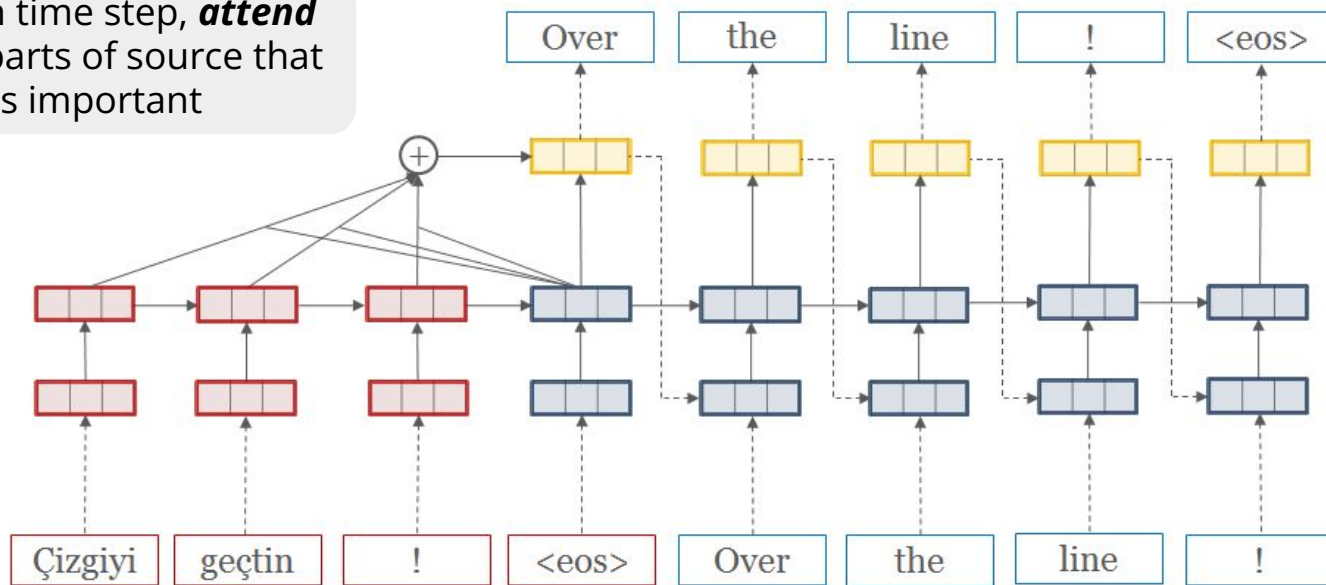 time step, attend
parts of source that
important
Over the line ! <eos>
+
Çizgiyi geçtin ! <eos> Over the line !